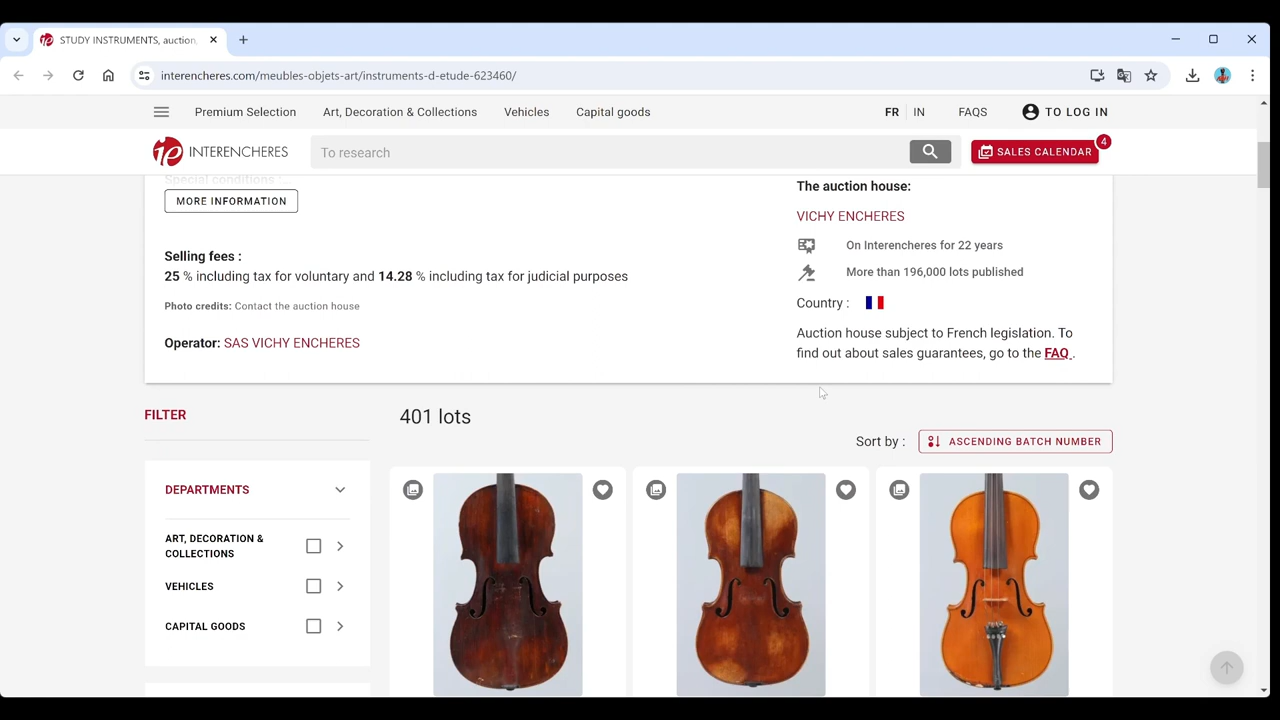 STUDY INSTRUMENTS, auction,
interencheres.com/meubles-objets-art/instruments-d-etude-623460/
Premium Selection
Art, Decoration & Collections
Vehicles
Capital goods
FR
IN
FAQS
TO LOG IN
INTERENCHERES
To research
SALES CALENDAR
4
Special conditions :...
MORE INFORMATION
Selling fees :
25 % including tax for voluntary and 14.28 % including tax for judicial purposes
Photo credits: Contact the auction house
Operator: SAS VICHY ENCHERES
The auction house:
VICHY ENCHERES
On Interencheres for 22 years
More than 196,000 lots published
Country :
Auction house subject to French legislation. To
find out about sales guarantees, go to the FAQ .
FILTER
401 lots
Sort by :
ASCENDING BATCH NUMBER
DEPARTMENTS
ART, DECORATION &
COLLECTIONS
VEHICLES
CAPITAL GOODS